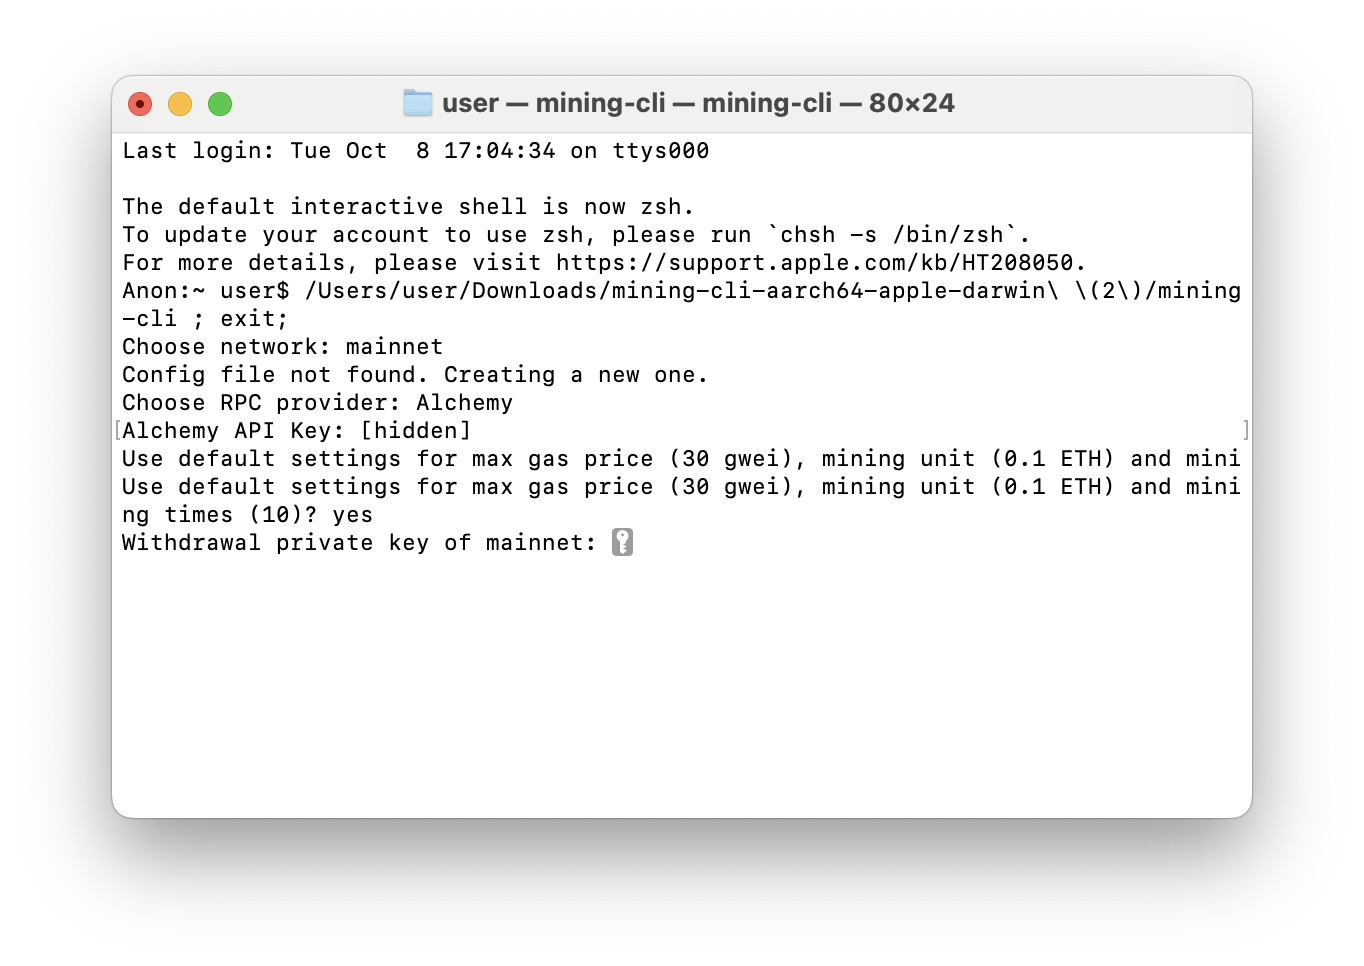 user — mining-cli — mining-cli — 80×24
Last login: Tue Oct  8 17:04:34 on ttys000
The default interactive shell is now zsh.
To update your account to use zsh, please run `chsh -s /bin/zsh`.
For more details, please visit https://support.apple.com/kb/HT208050.
Anon:~ user$ /Users/user/Downloads/mining-cli-aarch64-apple-darwin\ \(2\)/mining
-cli ; exit;
Choose network: mainnet
Config file not found. Creating a new one.
Choose RPC provider: Alchemy
[Alchemy API Key: [hidden] ]
Use default settings for max gas price (30 gwei), mining unit (0.1 ETH) and mini
Use default settings for max gas price (30 gwei), mining unit (0.1 ETH) and mini
ng times (10)? yes
Withdrawal private key of mainnet: